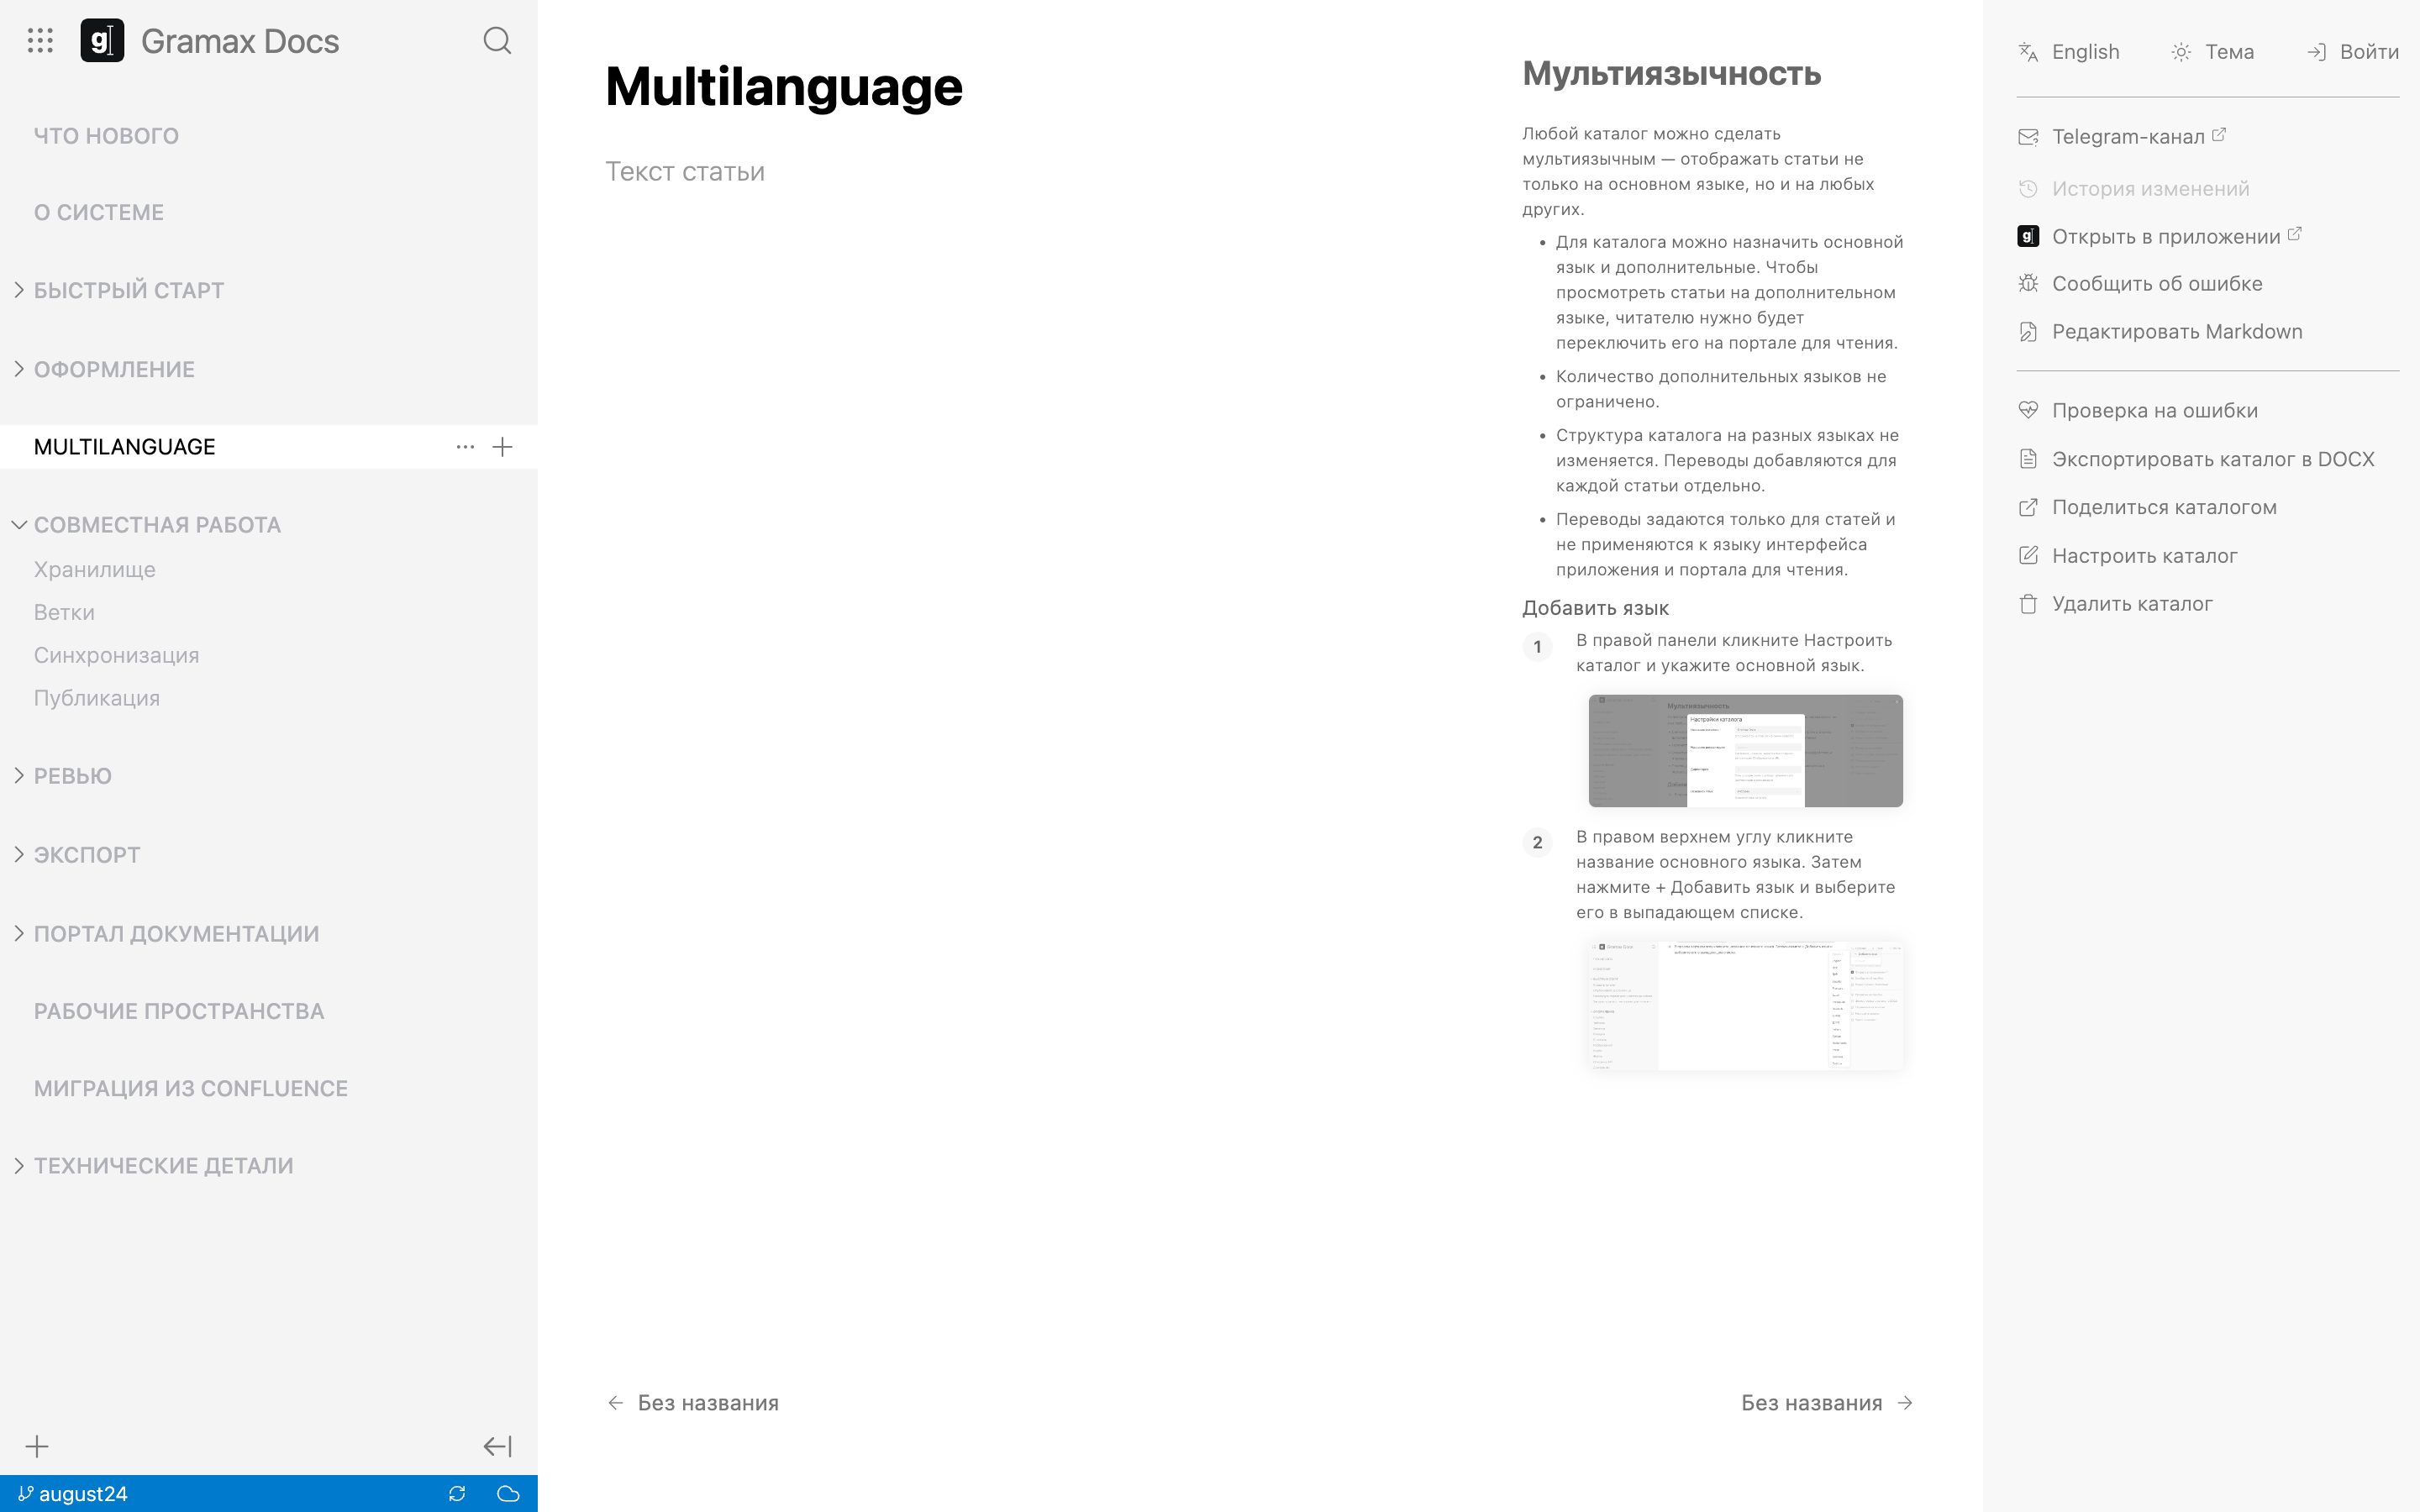 Gramax Docs
ЧТО НОВОГО
О СИСТЕМЕ
БЫСТРЫЙ СТАРТ
ОФОРМЛЕНИЕ
MULTILANGUAGE
СОВМЕСТНАЯ РАБОТА
Хранилище
Ветки
Синхронизация
Публикация
РЕВЬЮ
ЭКСПОРТ
ПОРТАЛ ДОКУМЕНТАЦИИ
РАБОЧИЕ ПРОСТРАНСТВА
МИГРАЦИЯ ИЗ CONFLUENCE
ТЕХНИЧЕСКИЕ ДЕТАЛИ
august24
Multilanguage
Текст статьи
← Без названия
Без названия →
Мультиязычность
Любой каталог можно сделать
мультиязычным — отображать статьи не
только на основном языке, но и на любых
других.
• Для каталога можно назначить основной
язык и дополнительные. Чтобы
просмотреть статьи на дополнительном
языке, читателю нужно будет
переключить его на портале для чтения.
• Количество дополнительных языков не
ограничено.
• Структура каталога на разных языках не
изменяется. Переводы добавляются для
каждой статьи отдельно.
• Переводы задаются только для статей и
не применяются к языку интерфейса
приложения и портала для чтения.
Добавить язык
1 В правой панели кликните Настроить
каталог и укажите основной язык.
Мультиязычность
Настройки каталога
2 В правом верхнем углу кликните
название основного языка. Затем
нажмите + Добавить язык и выберите
его в выпадающем списке.
English Тема Войти
Telegram-канал
История изменений
Открыть в приложении
Сообщить об ошибке
Редактировать Markdown
Проверка на ошибки
Экспортировать каталог в DOCX
Поделиться каталогом
Настроить каталог
Удалить каталог